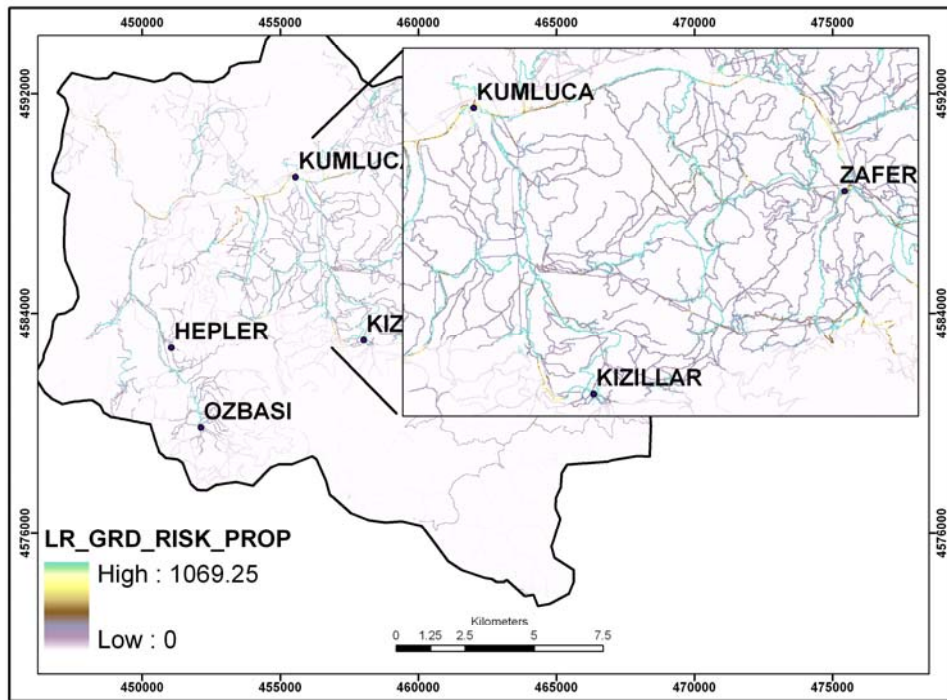 450000 455000 460000 465000 470000 475000
4592000 4592000
KUMLUCA
KUMLUCA
ZAFER
4584000 4584000
HEPLER
KIZ
KIZILLAR
OZBASI
4576000 4576000
LR_GRD_RISK_PROP
High : 1069.25
Low : 0
Kilometers
0 1.25 2.5 5 7.5
450000 455000 460000 465000 470000 475000